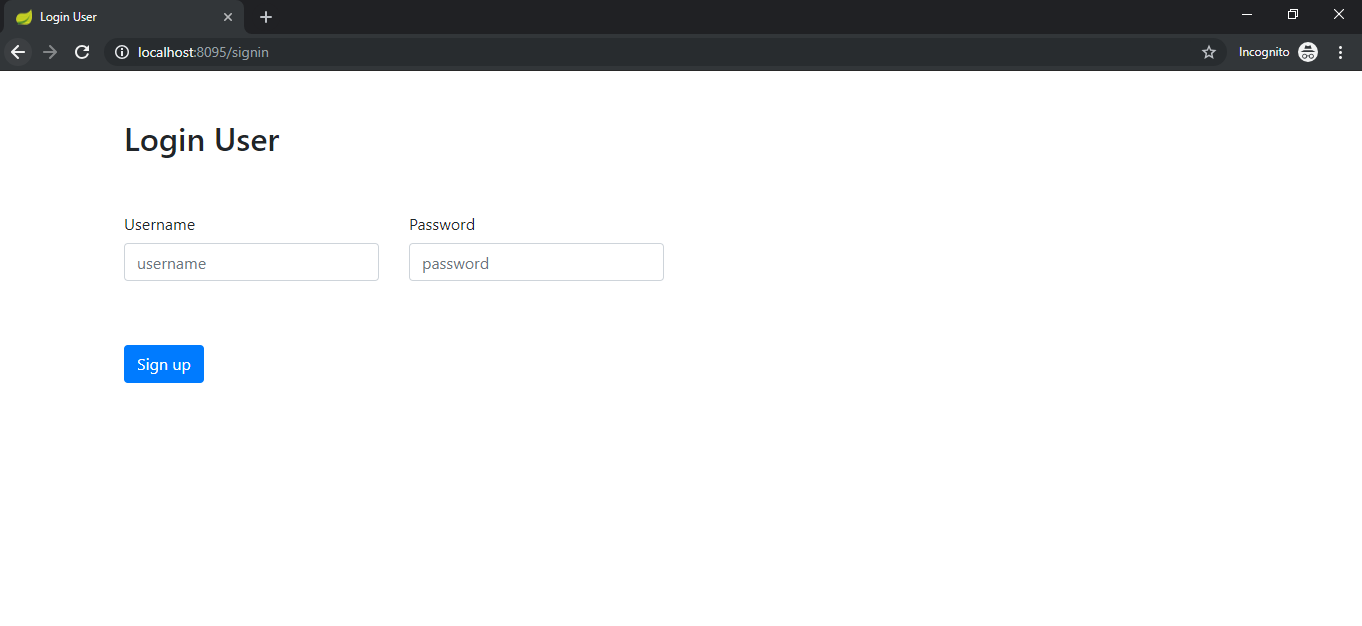 Login User
localhost:8095/signin
Incognito
Login User
Username
Password
username
password
Sign up